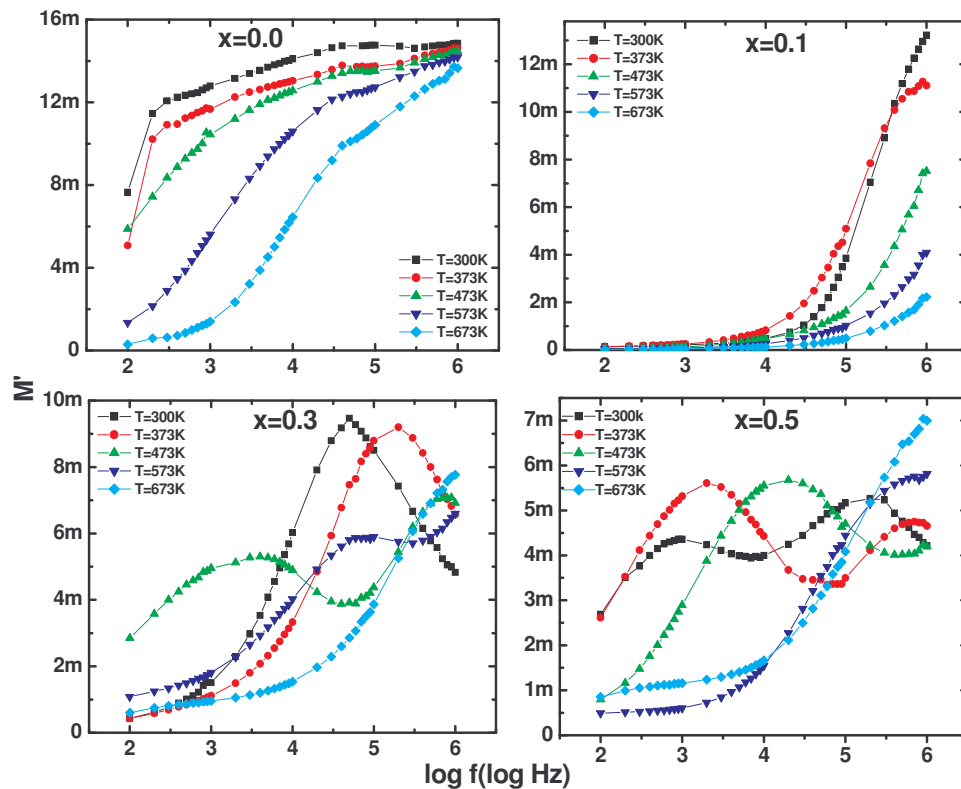 x=0.0
16m
12m
8m
4m
0
2 3 4 5 6
T=300K
T=373K
T=473K
T=573K
T=673K
x=0.1
T=300K
T=373K
T=473K
T=573K
T=673K
14m
12m
10m
8m
6m
4m
2m
0
2 3 4 5 6
M'
x=0.3
T=300K
T=373K
T=473K
T=573K
T=673K
10m
8m
6m
4m
2m
0
2 3 4 5 6
x=0.5
T=300k
T=373K
T=473K
T=573K
T=673K
7m
6m
5m
4m
3m
2m
1m
0
2 3 4 5 6
log f(log Hz)